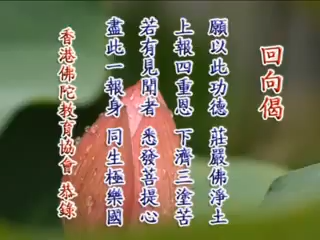 回向偈
願以此功德 莊嚴佛淨土
上報四重恩 下濟三塗苦
若有見聞者 悉發菩提心
盡此一報身 同生極樂國
香港佛陀教育協會 恭錄